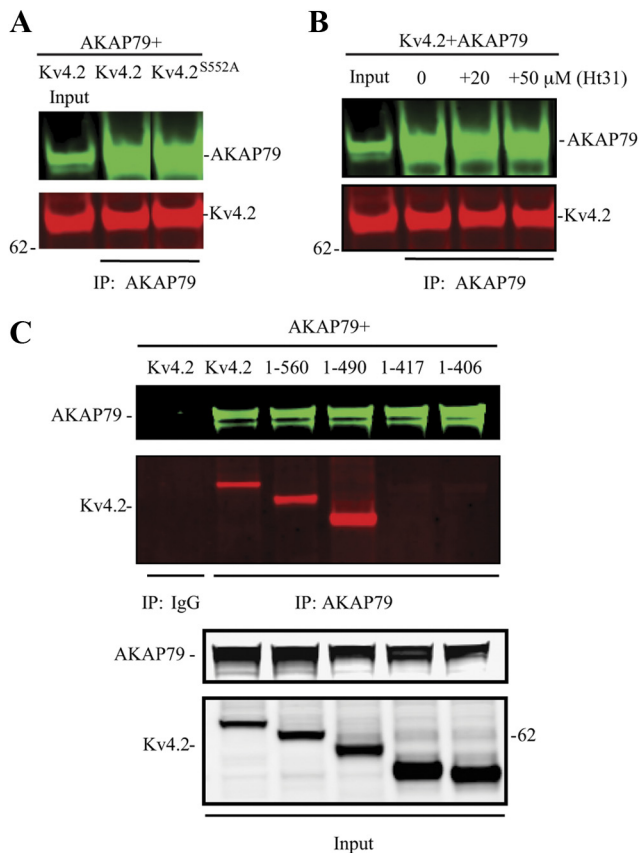 A
AKAP79+
Kv4.2 Kv4.2 Kv4.2S552A
Input
-AKAP79
-Kv4.2
62-
IP: AKAP79
B
Kv4.2+AKAP79
Input 0 +20 +50 µM (Ht31)
-AKAP79
-Kv4.2
62-
IP: AKAP79
C
AKAP79+
Kv4.2 Kv4.2 1-560 1-490 1-417 1-406
AKAP79 -
Kv4.2-
IP: IgG IP: AKAP79
AKAP79 -
Kv4.2-
-62
Input